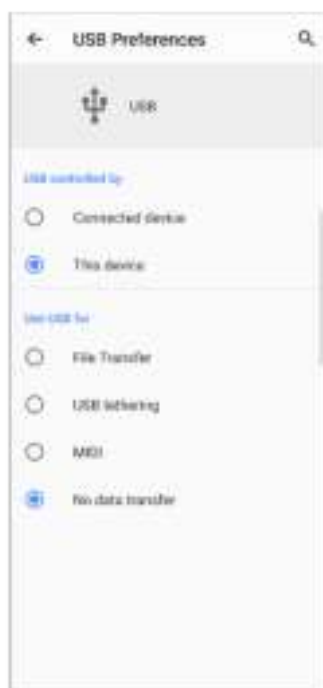 USB Preferences
USB
USB controlled by
Connected device
This device
Use USB for
File Transfer
USB tethering
MIDI
No data transfer